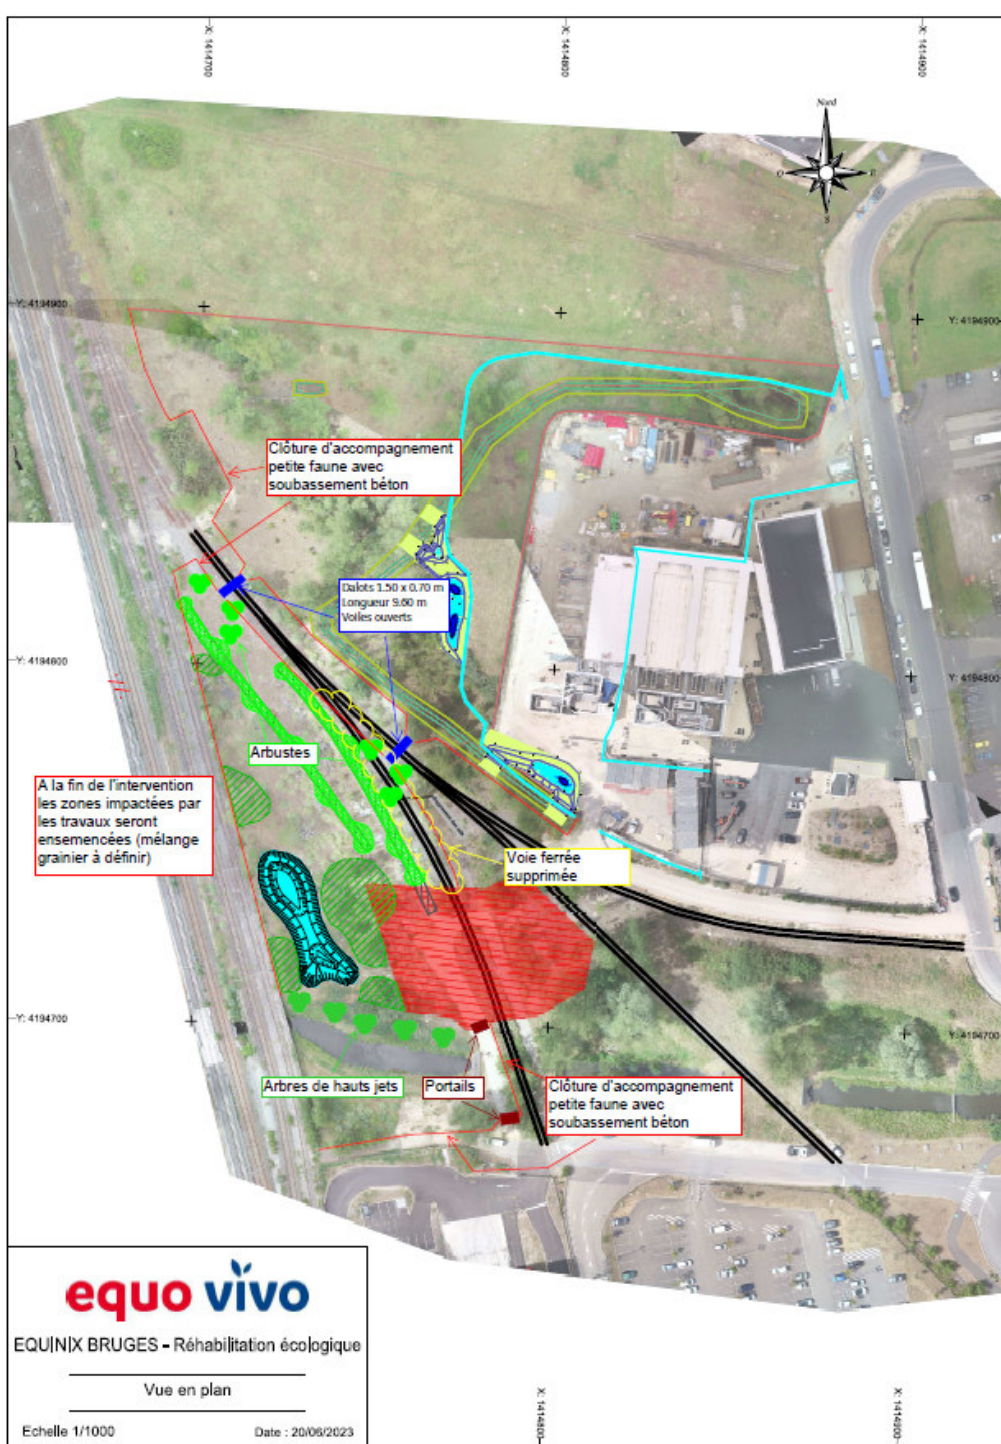 X: 1414700
X: 1414800
X: 1414900
Nord
O
E
S
Y: 4194900
Y: 4194900
Clôture d'accompagnement
petite faune avec
soubassement béton
Dalots 1.50 x 0.70 m
Longueur 9.60 m
Voiles ouverts
Y: 4194800
Y: 4194800
Arbustes
A la fin de l'intervention
les zones impactées par
les travaux seront
ensemencées (mélange
grainier à définir)
Voie ferrée
supprimée
Y: 4194700
Y: 4194700
Arbres de hauts jets
Portails
Clôture d'accompagnement
petite faune avec
soubassement béton
equo vivo
EQUINIX BRUGES - Réhabilitation écologique
Vue en plan
Echelle 1/1000
Date : 20/06/2023
X: 1414800
X: 1414900